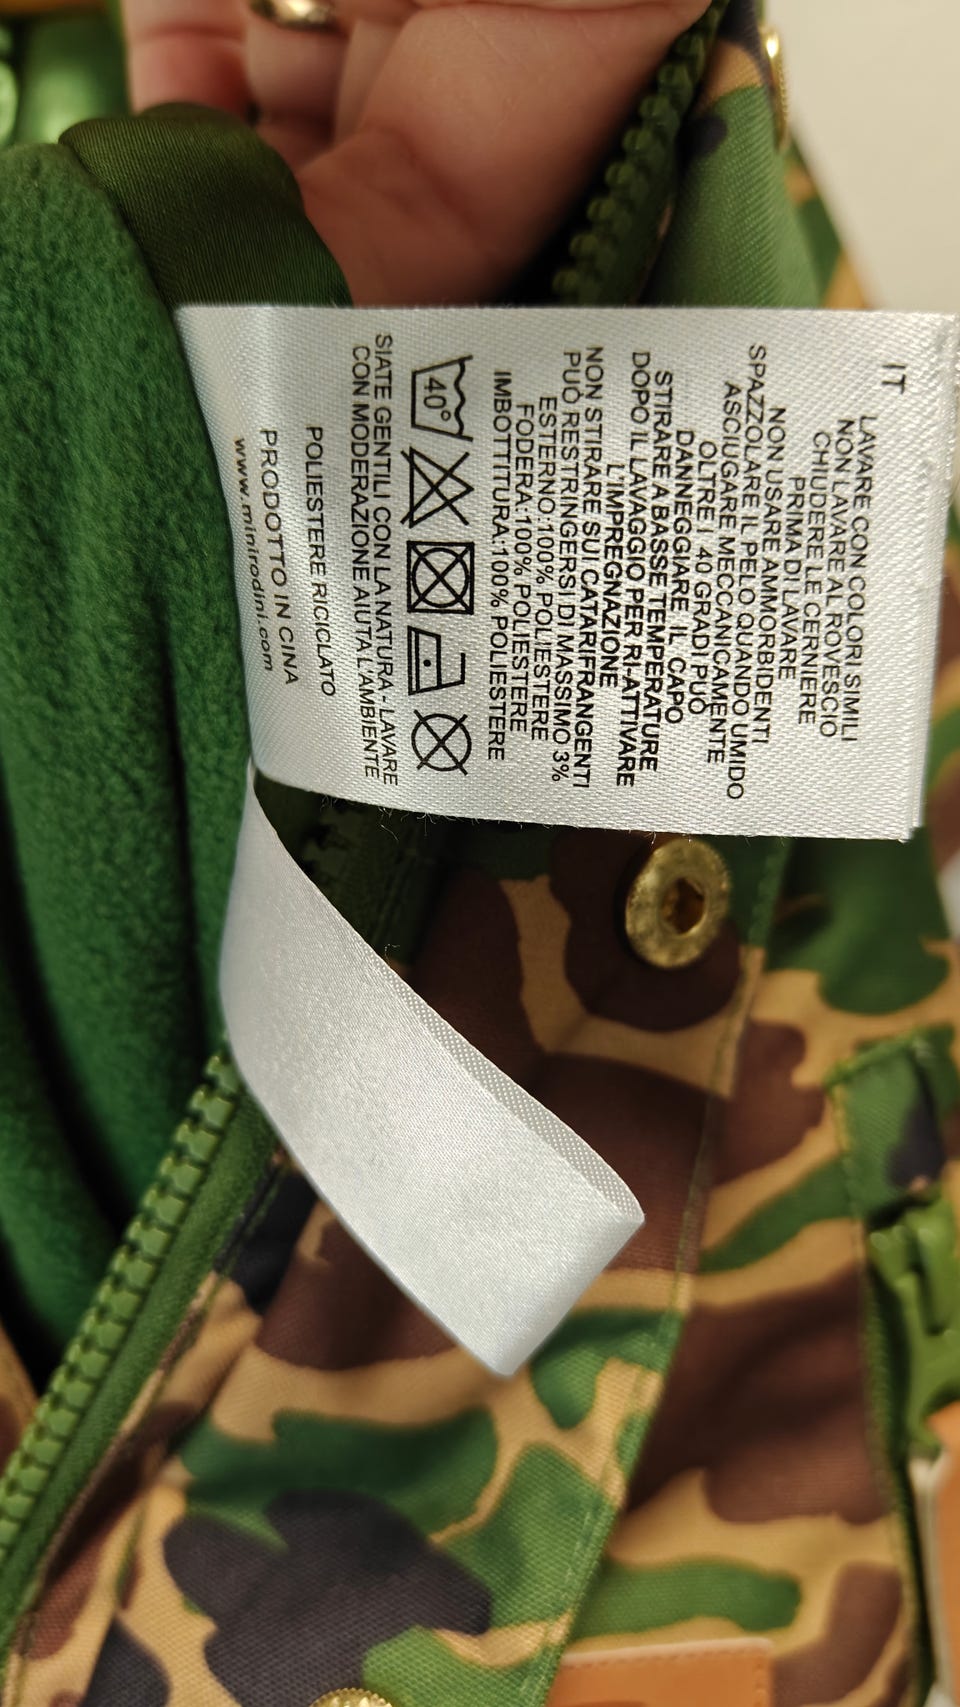 IT
LAVARE CON COLORI SIMILI
NON LAVARE AL ROVESCIO
CHIUDERE LE CERNIERE
PRIMA DI LAVARE
NON USARE AMMORBIDENTI
SPAZZOLARE IL PELO QUANDO UMIDO
ASCIUGARE MECCANICAMENTE
OLTRE I 40 GRADI PUÒ
DANNEGGIARE IL CAPO
STIRARE A BASSE TEMPERATURE
DOPO IL LAVAGGIO PER RI-ATTIVARE
L'IMPREGNAZIONE
NON STIRARE SUI CATARIFRANGENTI
PUÒ RESTRINGERSI DI MASSIMO 3%
ESTERNO:100% POLIESTERE
FODERA:100% POLIESTERE
IMBOTTITURA:100% POLIESTERE
40°
SIATE GENTILI CON LA NATURA - LAVARE
CON MODERAZIONE AIUTA L'AMBIENTE
POLIESTERE RICICLATO
PRODOTTO IN CINA
www.minirodini.com